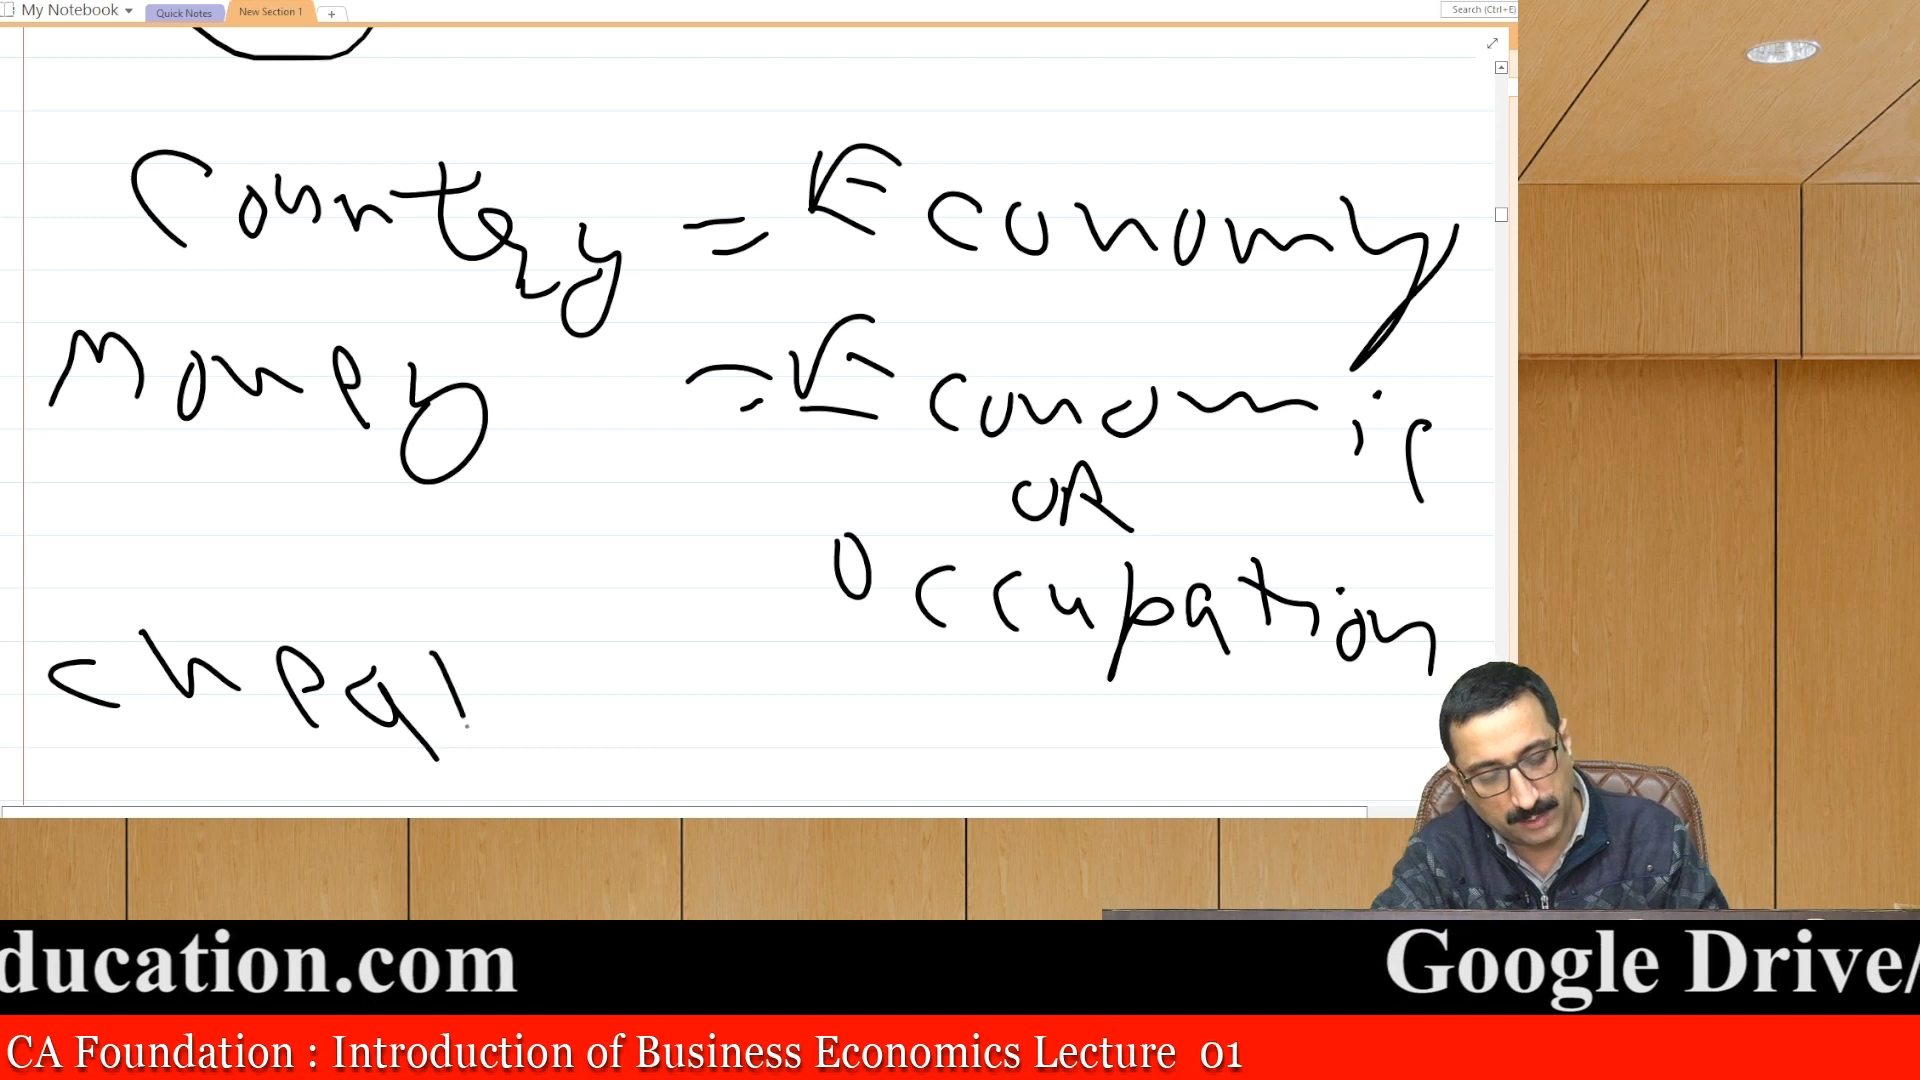 My Notebook Quick Notes New Section 1 + Search (Ctrl+E)
Country = Economy
Money = Economic
OR
Occupation
cheap
ducation.com Google Drive/
CA Foundation : Introduction of Business Economics Lecture 01